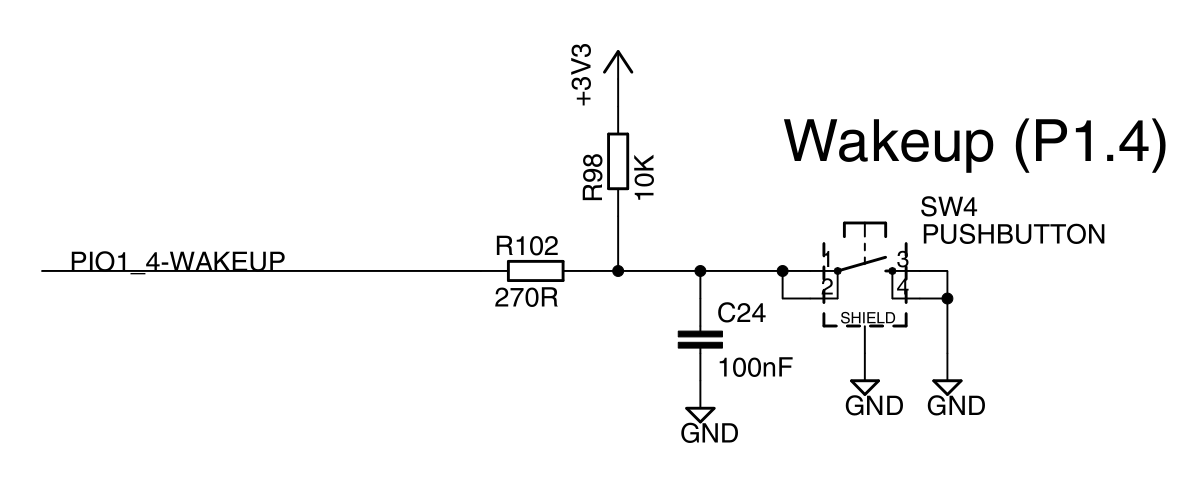 +3V3
Wakeup (P1.4)
R98
10K
SW4
PUSHBUTTON
PIO1_4-WAKEUP
R102
270R
1
3
2
4
SHIELD
C24
100nF
GND
GND
GND